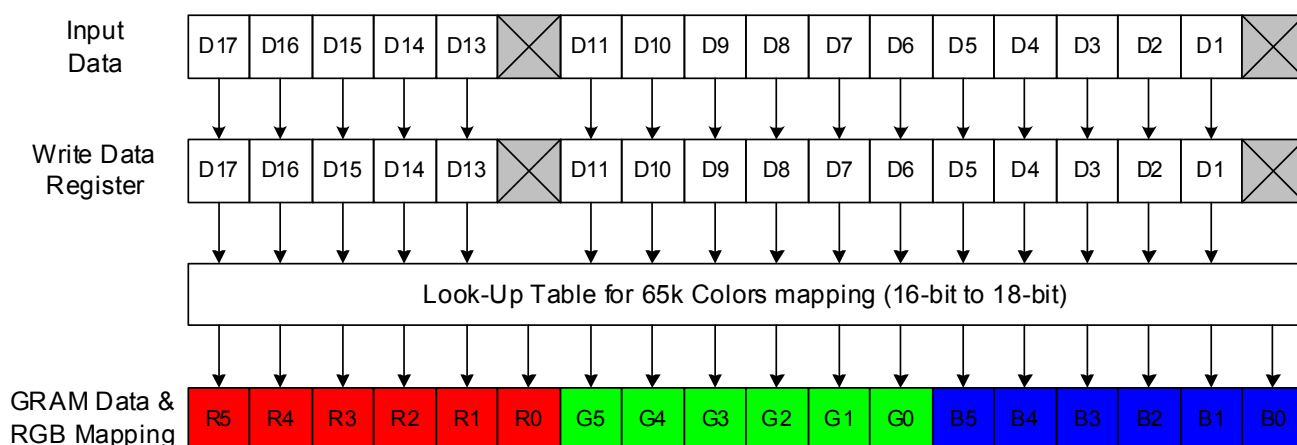 Input
Data
D17 D16 D15 D14 D13 D11 D10 D9 D8 D7 D6 D5 D4 D3 D2 D1
Write Data
Register
D17 D16 D15 D14 D13 D11 D10 D9 D8 D7 D6 D5 D4 D3 D2 D1
Look-Up Table for 65k Colors mapping (16-bit to 18-bit)
GRAM Data &
RGB Mapping
R5 R4 R3 R2 R1 R0 G5 G4 G3 G2 G1 G0 B5 B4 B3 B2 B1 B0